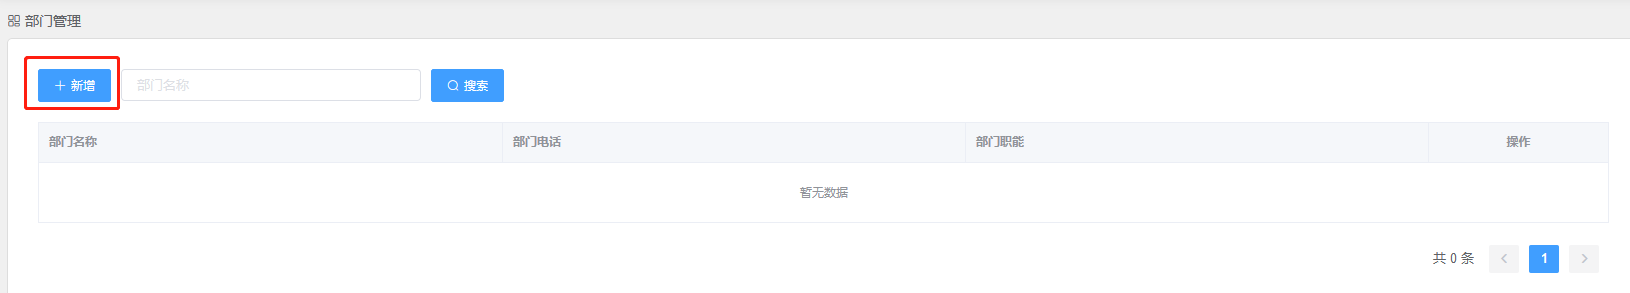 部门管理
新增 部门名称 搜索
部门名称 部门电话 部门职能 操作
暂无数据
共 0 条 1